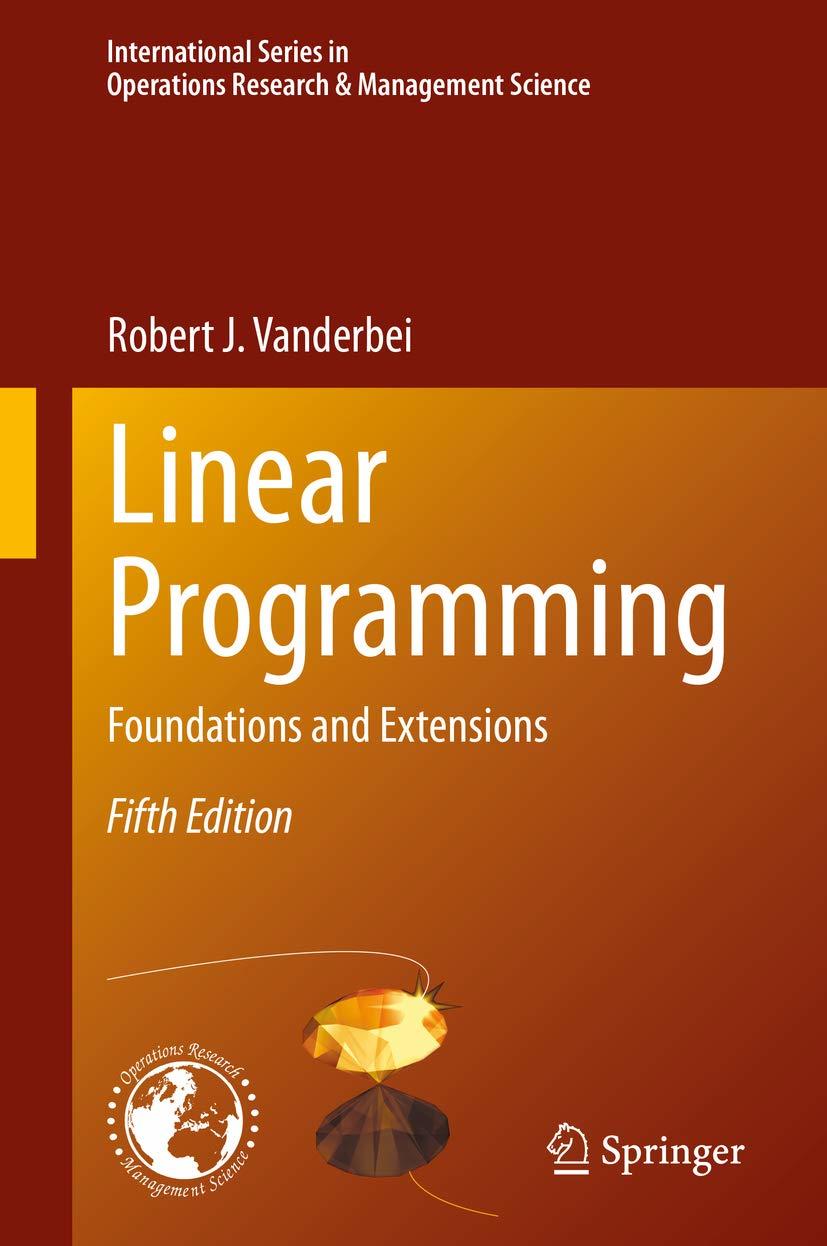 International Series in
Operations Research & Management Science
Robert J. Vanderbei
Linear
Programming
Foundations and Extensions
Fifth Edition
Operations Research
Management Science
Springer